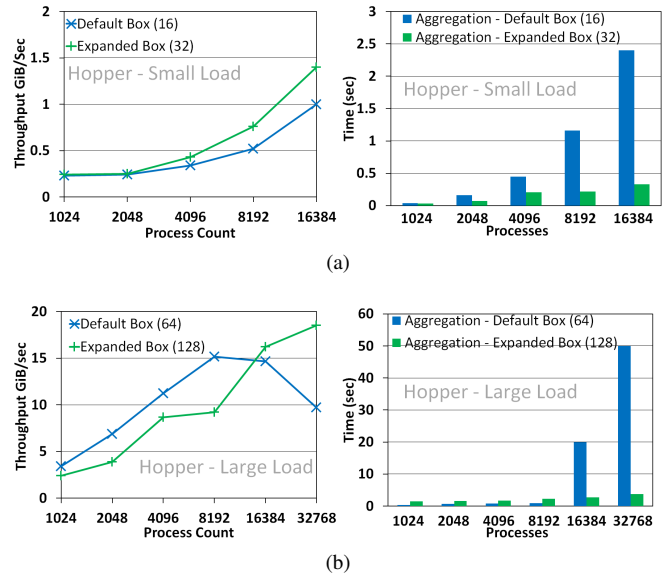 2
1.5
1
0.5
0
Throughput GiB/Sec
Default Box (16)
Expanded Box (32)
Hopper - Small Load
1024 2048 4096 8192 16384
Process Count
3
2.5
2
1.5
1
0.5
0
Time (sec)
Aggregation - Default Box (16)
Aggregation - Expanded Box (32)
Hopper - Small Load
1024 2048 4096 8192 16384
Processes
(a)
20
15
10
5
0
Throughput GiB/sec
Default Box (64)
Expanded Box (128)
Hopper - Large Load
1024 2048 4096 8192 16384 32768
Process Count
60
50
40
30
20
10
0
Time (sec)
Aggregation - Default Box (64)
Aggregation - Expanded Box (128)
Hopper - Large Load
1024 2048 4096 8192 16384 32768
Processes
(b)